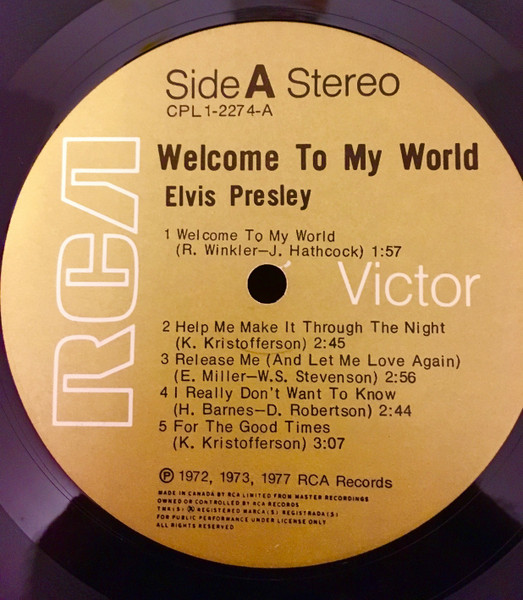 Side A Stereo
CPL1-2274-A
Welcome To My World
Elvis Presley
1 Welcome To My World
(R. Winkler—J. Hathcock) 1:57
RCA
Victor
2 Help Me Make It Through The Night
(K. Kristofferson) 2:45
3 Release Me (And Let Me Love Again)
(E. Miller—W.S. Stevenson) 2:56
4 I Really Don't Want To Know
(H. Barnes—D. Robertson) 2:44
5 For The Good Times
(K. Kristofferson) 3:07
Ⓟ 1972, 1973, 1977 RCA Records
MADE IN CANADA BY RCA LIMITED FROM MASTER RECORDINGS
OWNED OR CONTROLLED BY RCA RECORDS
TMK(S) ® REGISTERED MARCA(S) REGISTRADA(S)
FOR PUBLIC PERFORMANCE UNDER LICENSE ONLY
ALL RIGHTS RESERVED